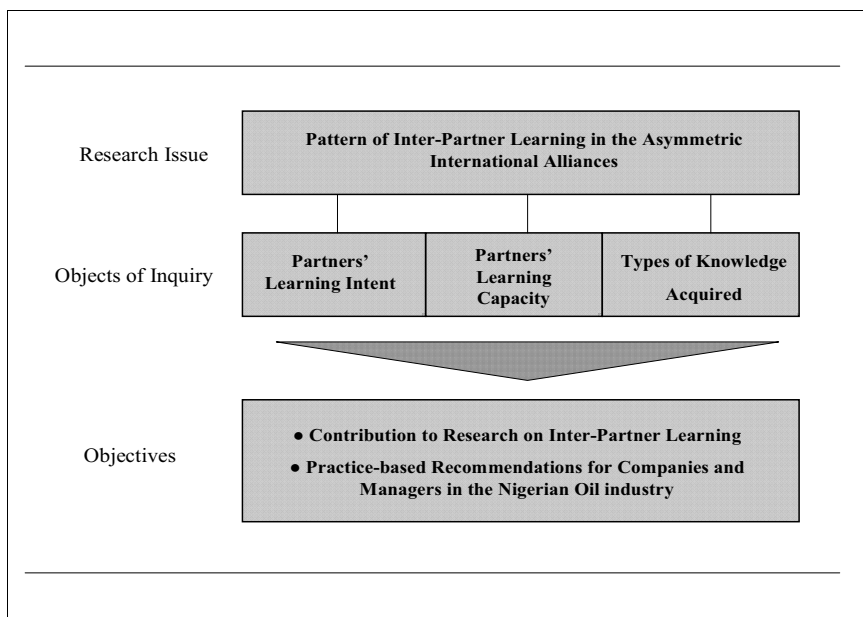 Research Issue
Pattern of Inter-Partner Learning in the Asymmetric
International Alliances
Objects of Inquiry
Partners’
Learning Intent
Partners’
Learning
Capacity
Types of Knowledge
Acquired
Objectives
● Contribution to Research on Inter-Partner Learning
● Practice-based Recommendations for Companies and
Managers in the Nigerian Oil industry